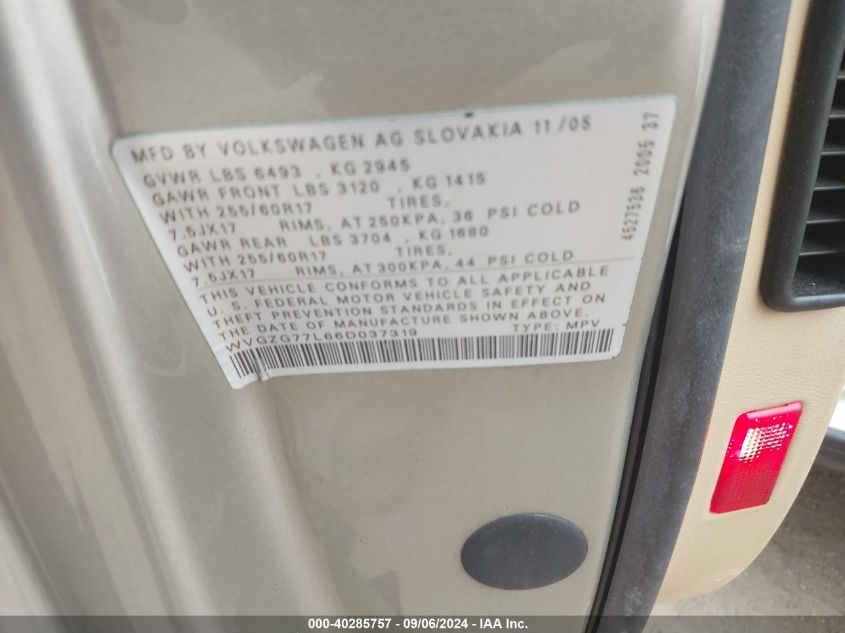 MFD BY VOLKSWAGEN AG SLOVAKIA 11/05
GVWR LBS 6493 , KG 2945
GAWR FRONT LBS 3120 , KG 1415
WITH 255/60R17 TIRES,
7.5JX17 RIMS, AT 250KPA, 36 PSI COLD
GAWR REAR LBS 3704 , KG 1680
WITH 255/60R17 TIRES,
7.5JX17 RIMS, AT 300KPA, 44 PSI COLD
THIS VEHICLE CONFORMS TO ALL APPLICABLE
U. S. FEDERAL MOTOR VEHICLE SAFETY AND
THEFT PREVENTION STANDARDS IN EFFECT ON
THE DATE OF MANUFACTURE SHOWN ABOVE.
WVGZG77L66D037319 TYPE: MPV
4527536 2005 37
000-40285757 - 09/06/2024 - IAA Inc.